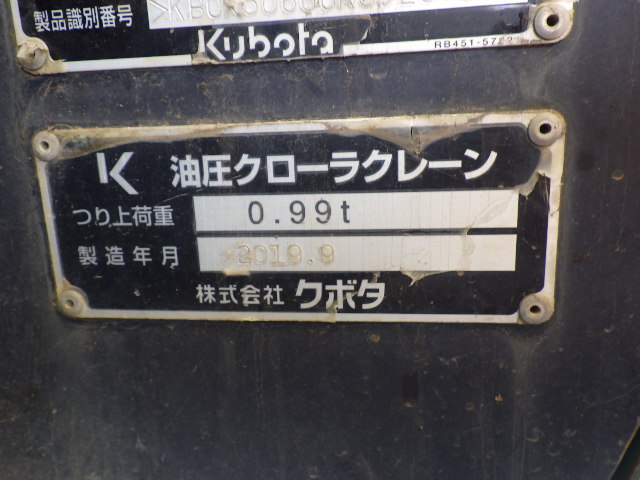 製品識別番号
Kubota
RB451-57
K 油圧クローラクレーン
つり上荷重 0.99t
製造年月 *2019.9
株式会社 クボタ